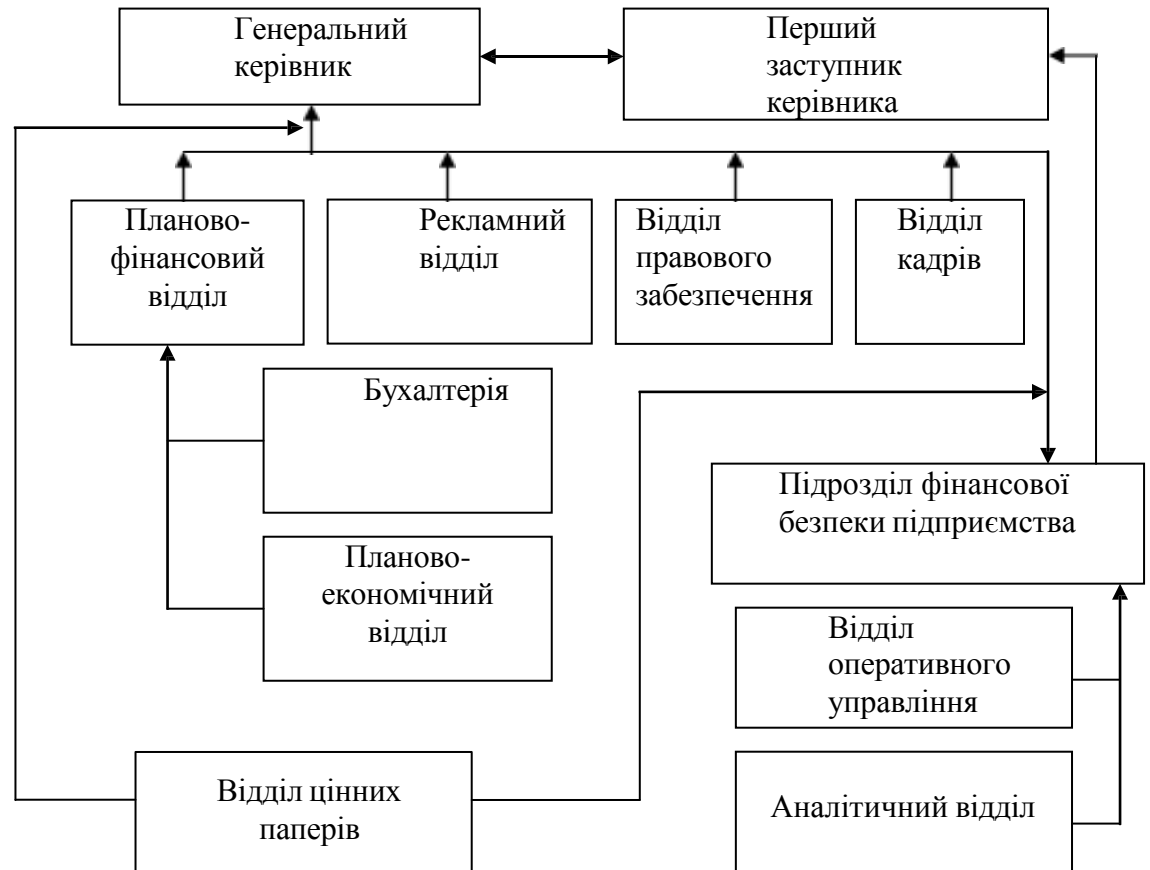 Генеральний
керівник
Перший
заступник
керівника
Планово-
фінансовий
відділ
Рекламний
відділ
Відділ
правового
забезпечення
Відділ
кадрів
Бухалтерія
Планово-
економічний
відділ
Підрозділ фінансової
безпеки підприємства
Відділ
оперативного
управління
Відділ цінних
паперів
Аналітичний відділ